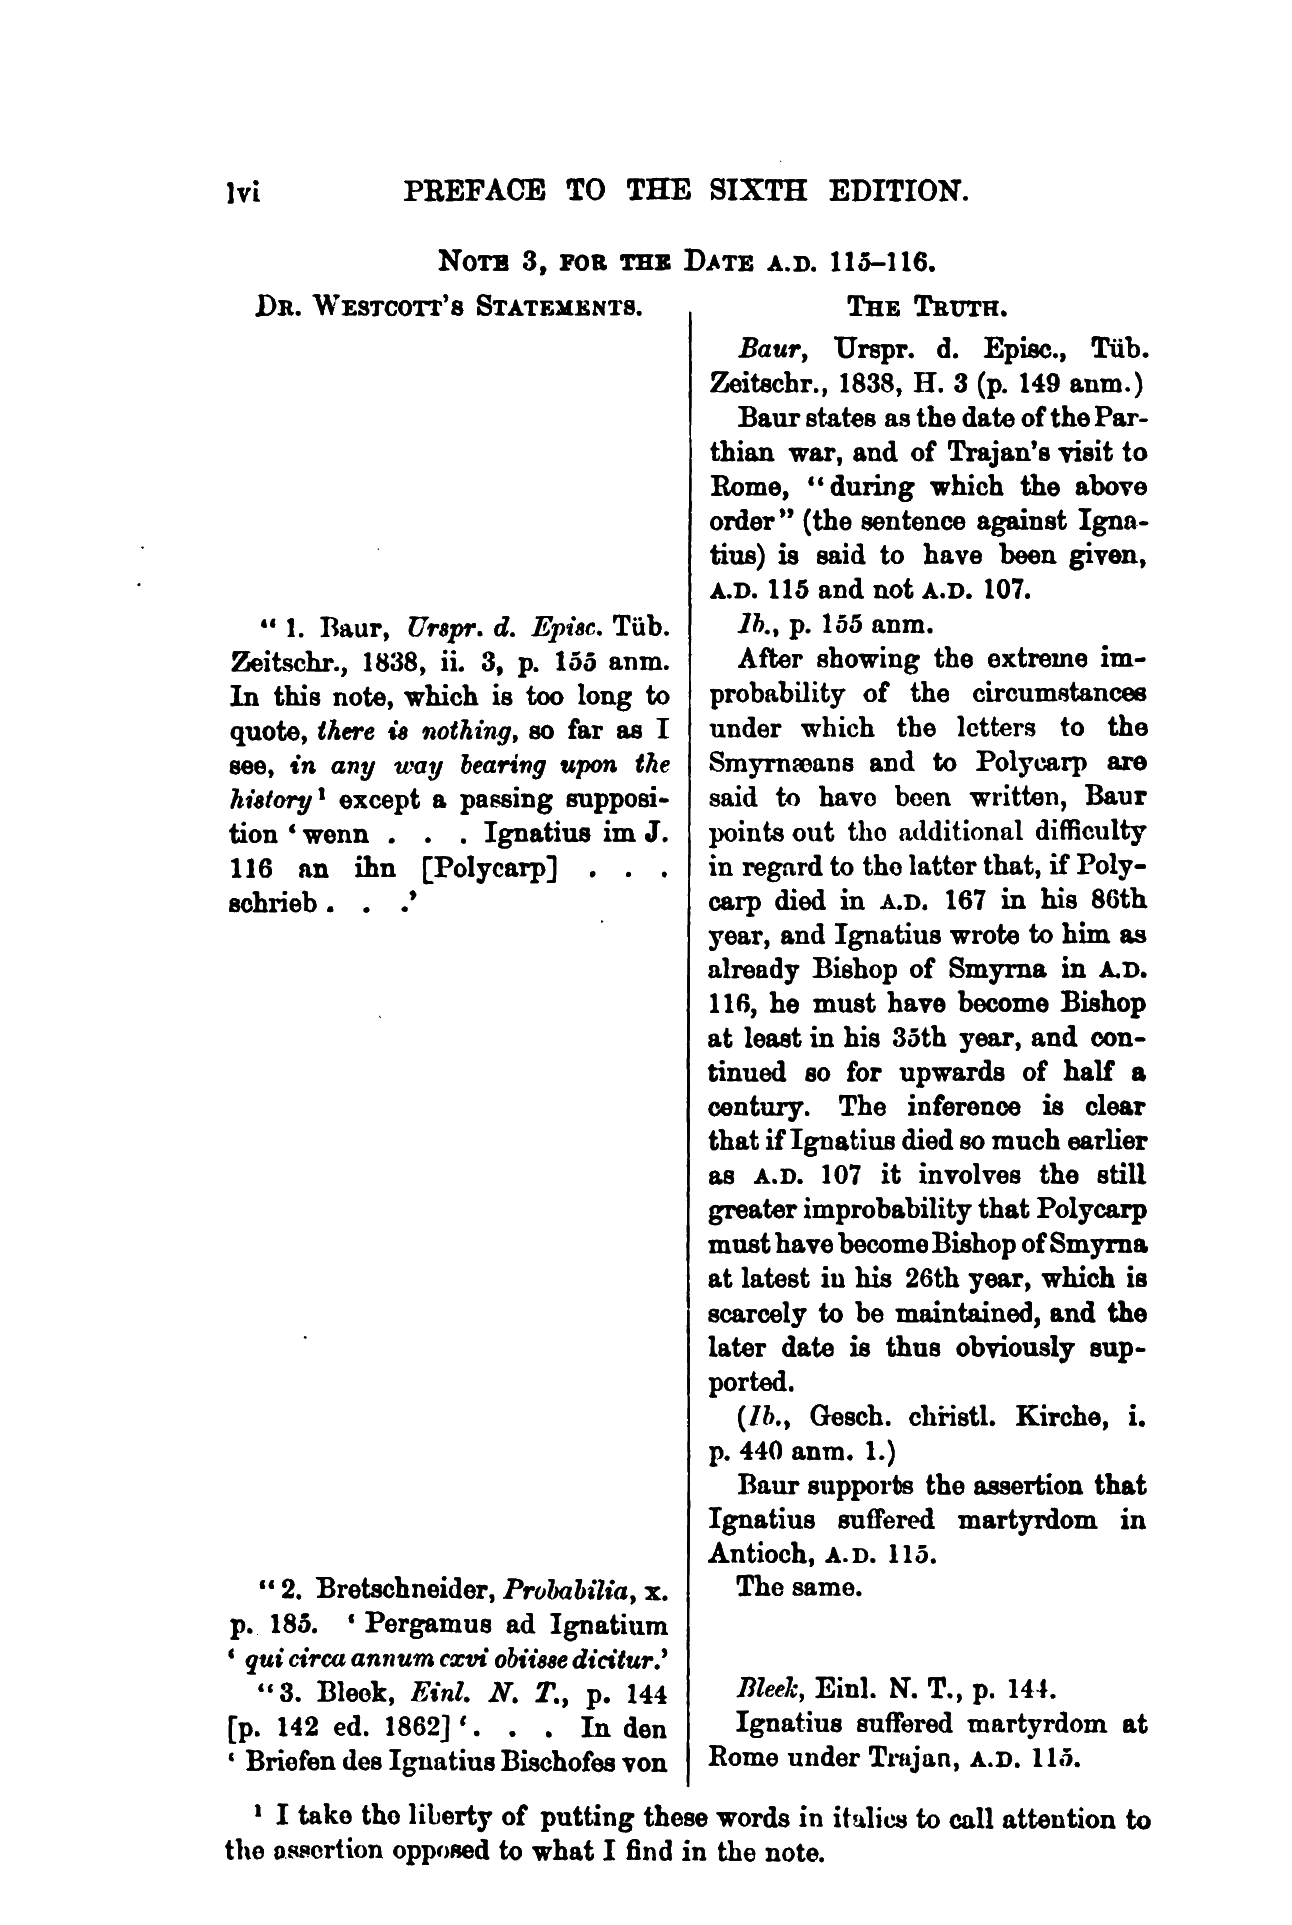 lvi PREFACE TO THE SIXTH EDITION.
NOTE 3, FOR THE DATE A.D. 115–116.
DR. WESTCOTT'S STATEMENTS.
"1. Baur, Urspr. d. Episc. Tüb.
Zeitschr., 1838, ii. 3, p. 155 anm.
In this note, which is too long to
quote, there is nothing, so far as I
see, in any way bearing upon the
history¹ except a passing supposi-
tion ‘wenn . . . Ignatius im J.
116 an ihn [Polycarp] . . .
schrieb . . .’
"2. Bretschneider, Probabilia, x.
p. 185. ‘Pergamus ad Ignatium
‘qui circa annum cxvi obiisse dicitur.’
"3. Bleek, Einl. N. T., p. 144
[p. 142 ed. 1862] ‘. . . In den
‘Briefen des Ignatius Bischofes von
THE TRUTH.
Baur, Urspr. d. Episc., Tüb.
Zeitschr., 1838, H. 3 (p. 149 anm.)
Baur states as the date of the Par-
thian war, and of Trajan's visit to
Rome, "during which the above
order" (the sentence against Igna-
tius) is said to have been given,
A.D. 115 and not A.D. 107.
Ib., p. 155 anm.
After showing the extreme im-
probability of the circumstances
under which the letters to the
Smyrnæans and to Polycarp are
said to have been written, Baur
points out the additional difficulty
in regard to the latter that, if Poly-
carp died in A.D. 167 in his 86th
year, and Ignatius wrote to him as
already Bishop of Smyrna in A.D.
116, he must have become Bishop
at least in his 35th year, and con-
tinued so for upwards of half a
century. The inference is clear
that if Ignatius died so much earlier
as A.D. 107 it involves the still
greater improbability that Polycarp
must have become Bishop of Smyrna
at latest in his 26th year, which is
scarcely to be maintained, and the
later date is thus obviously sup-
ported.
(Ib., Gesch. christl. Kirche, i.
p. 440 anm. 1.)
Baur supports the assertion that
Ignatius suffered martyrdom in
Antioch, A.D. 115.
The same.
Bleek, Einl. N. T., p. 144.
Ignatius suffered martyrdom at
Rome under Trajan, A.D. 115.
¹ I take the liberty of putting these words in italics to call attention to
the assertion opposed to what I find in the note.